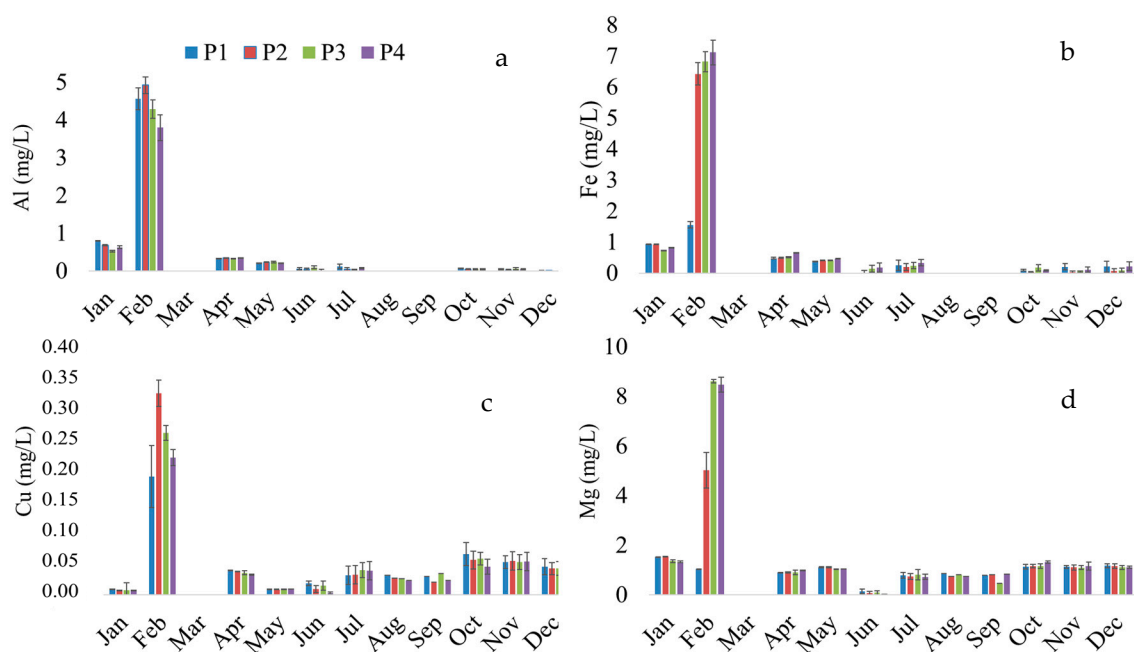 P1 P2 P3 P4
a
Al (mg/L)
5
4
3
2
1
0
Jan Feb Mar Apr May Jun Jul Aug Sep Oct Nov Dec
b
Fe (mg/L)
8
7
6
5
4
3
2
1
0
Jan Feb Mar Apr May Jun Jul Aug Sep Oct Nov Dec
c
Cu (mg/L)
0.40
0.35
0.30
0.25
0.20
0.15
0.10
0.05
0.00
Jan Feb Mar Apr May Jun Jul Aug Sep Oct Nov Dec
d
Mg (mg/L)
10
8
6
4
2
0
Jan Feb Mar Apr May Jun Jul Aug Sep Oct Nov Dec